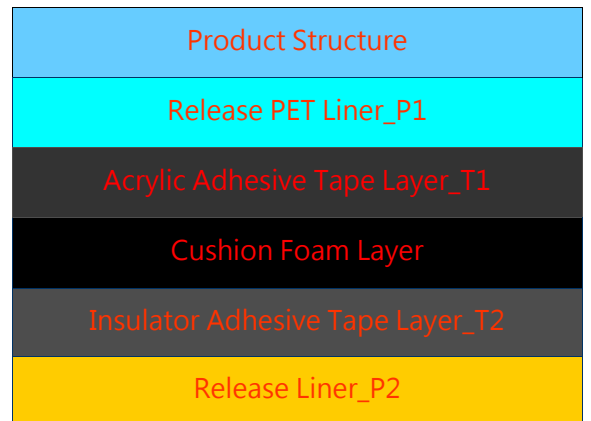 Product Structure
Release PET Liner_P1
Acrylic Adhesive Tape Layer_T1
Cushion Foam Layer
Insulator Adhesive Tape Layer_T2
Release Liner_P2